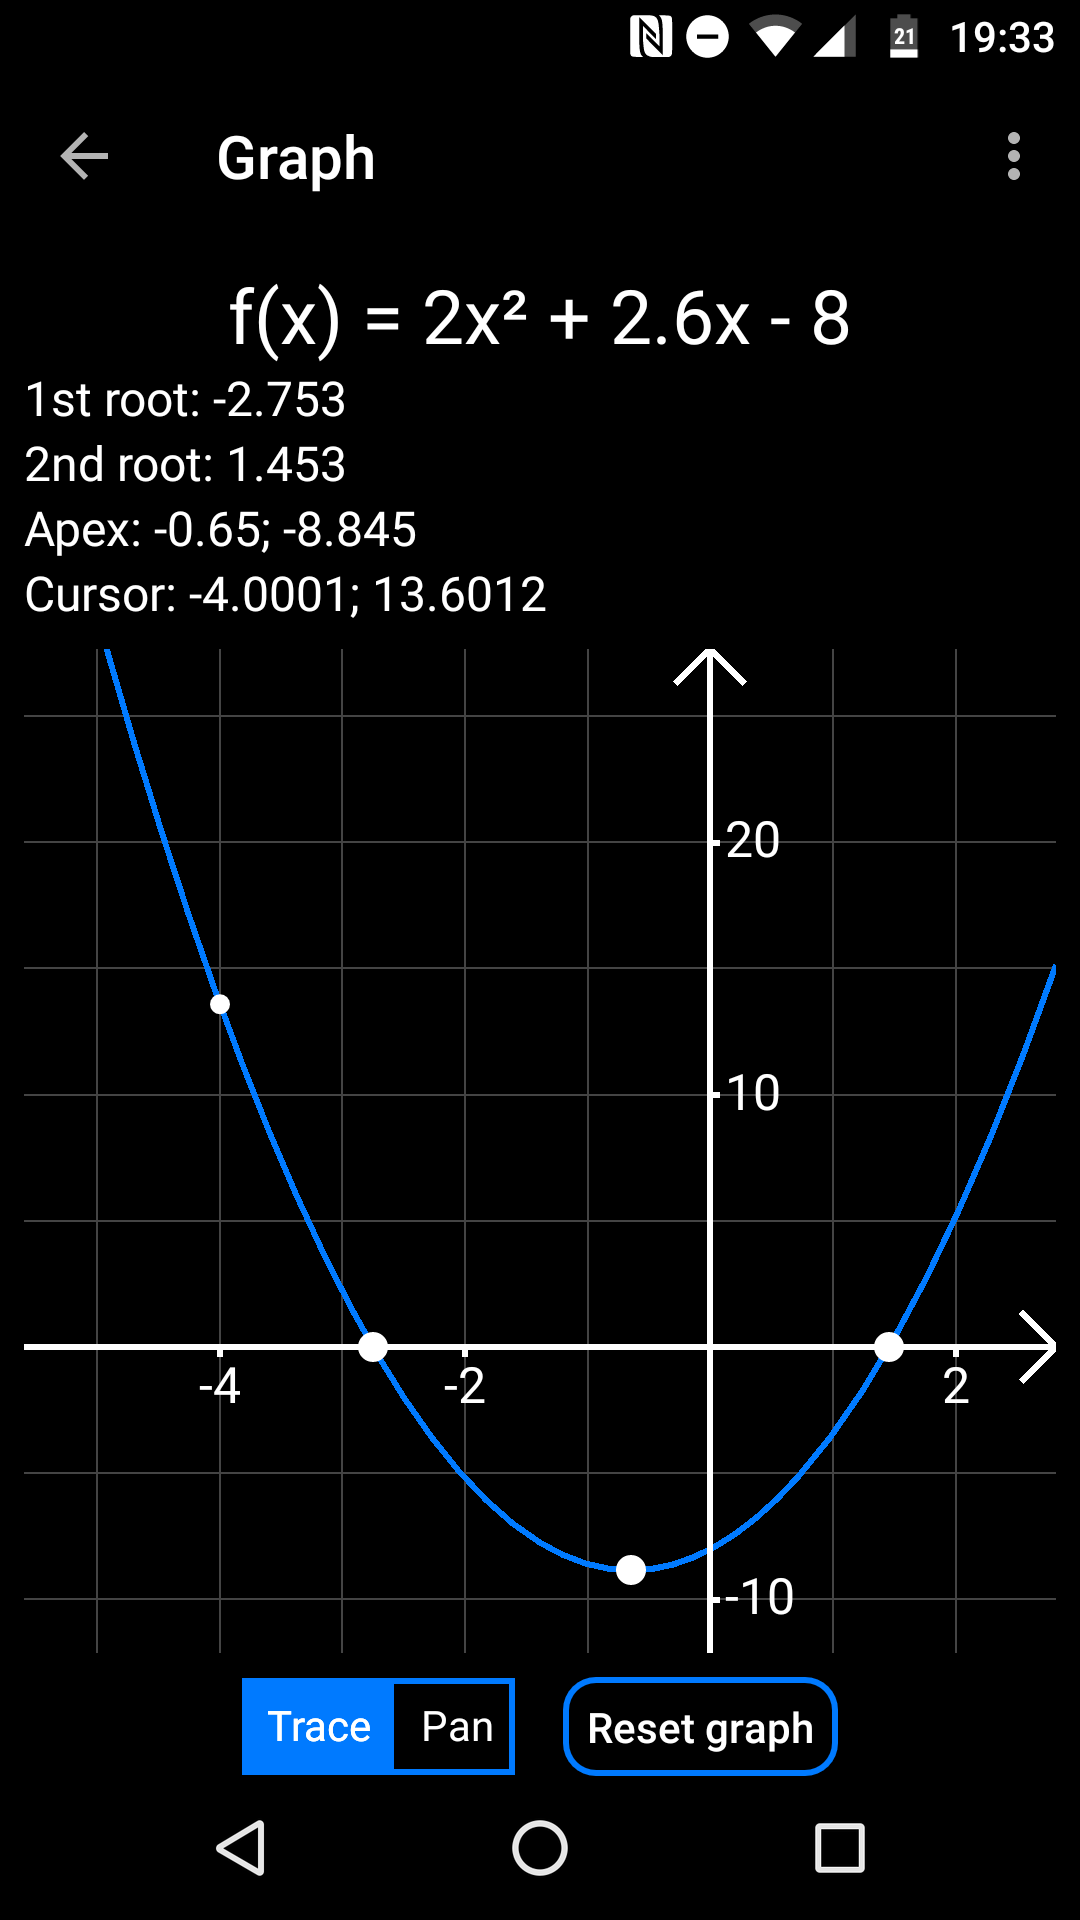 21 19:33
Graph
f(x) = 2x² + 2.6x - 8
1st root: -2.753
2nd root: 1.453
Apex: -0.65; -8.845
Cursor: -4.0001; 13.6012
20
10
-4 -2 2
-10
Trace Pan Reset graph